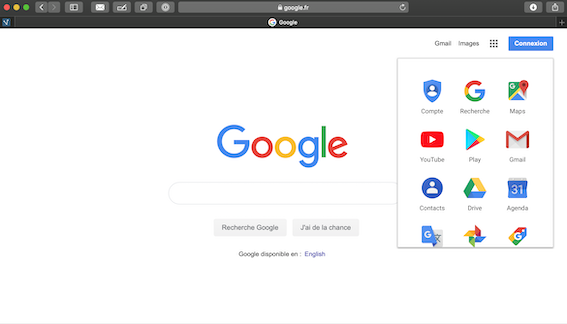 google.fr
Google
Gmail Images Connexion
Compte Recherche Maps
YouTube Play Gmail
Contacts Drive Agenda
31
Google
Recherche Google J'ai de la chance
Google disponible en : English